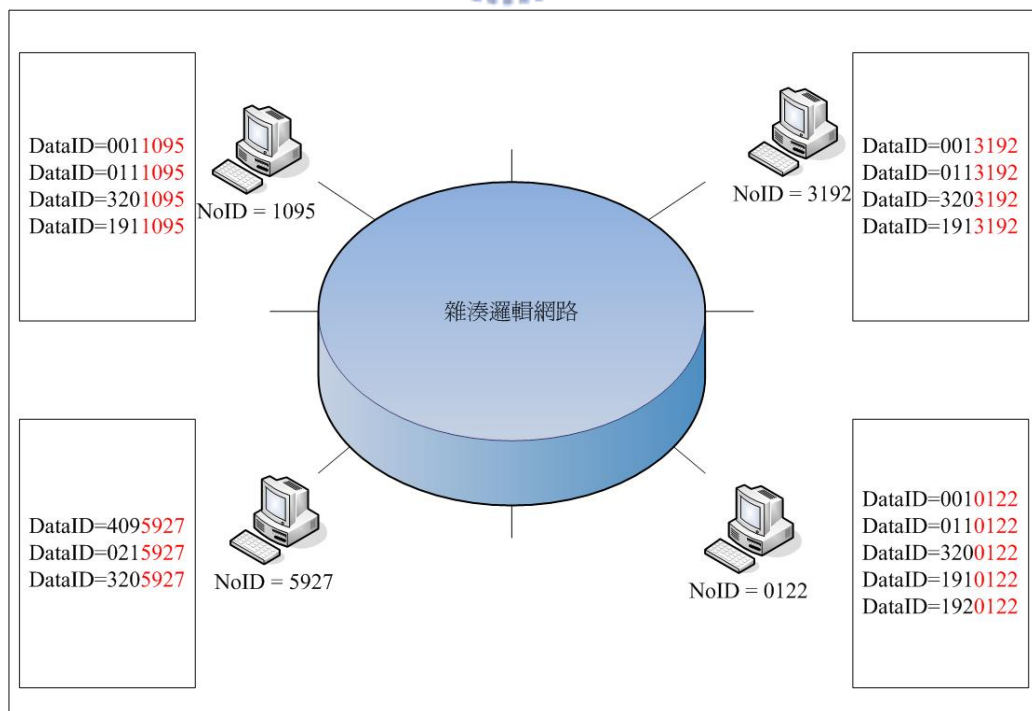 DataID=0011095
DataID=0111095
DataID=3201095
DataID=1911095
NoID = 1095
NoID = 3192
DataID=0013192
DataID=0113192
DataID=3203192
DataID=1913192
雜湊邏輯網路
DataID=4095927
DataID=0215927
DataID=3205927
NoID = 5927
NoID = 0122
DataID=0010122
DataID=0110122
DataID=3200122
DataID=1910122
DataID=1920122